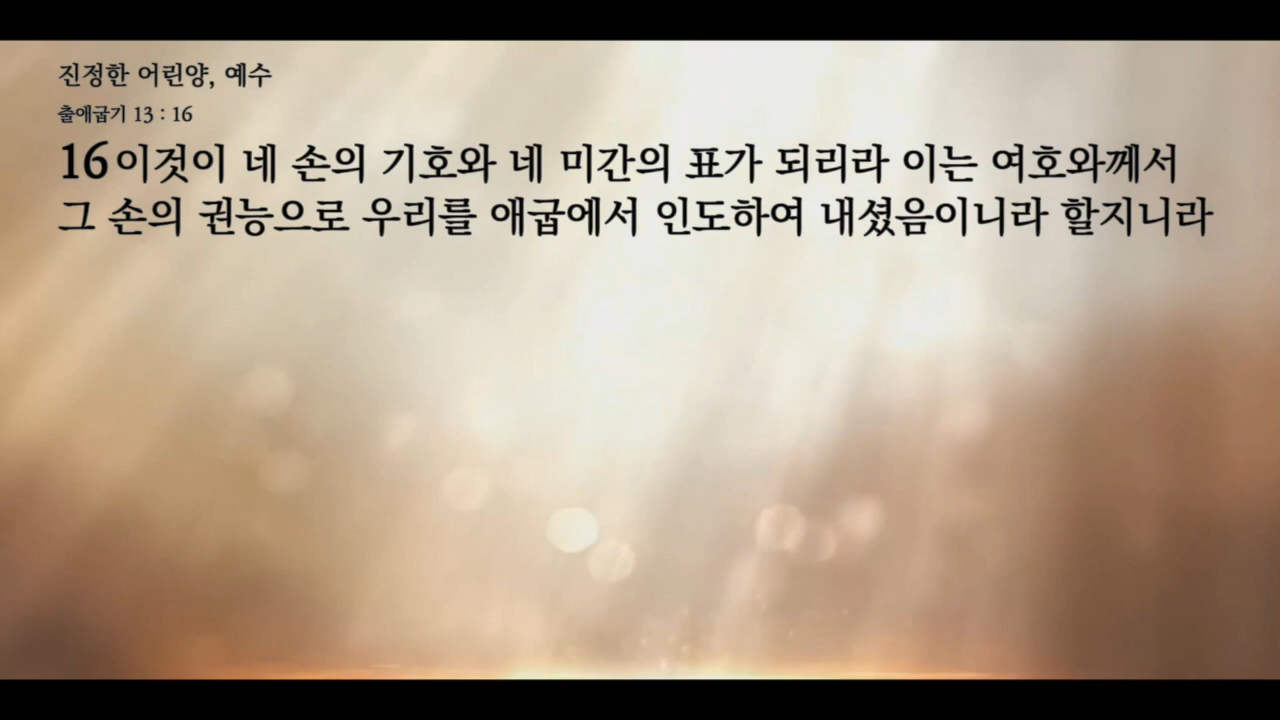 진정한 어린양, 예수
출애굽기 13 : 16
16이것이 네 손의 기호와 네 미간의 표가 되리라 이는 여호와께서
그 손의 권능으로 우리를 애굽에서 인도하여 내셨음이니라 할지니라